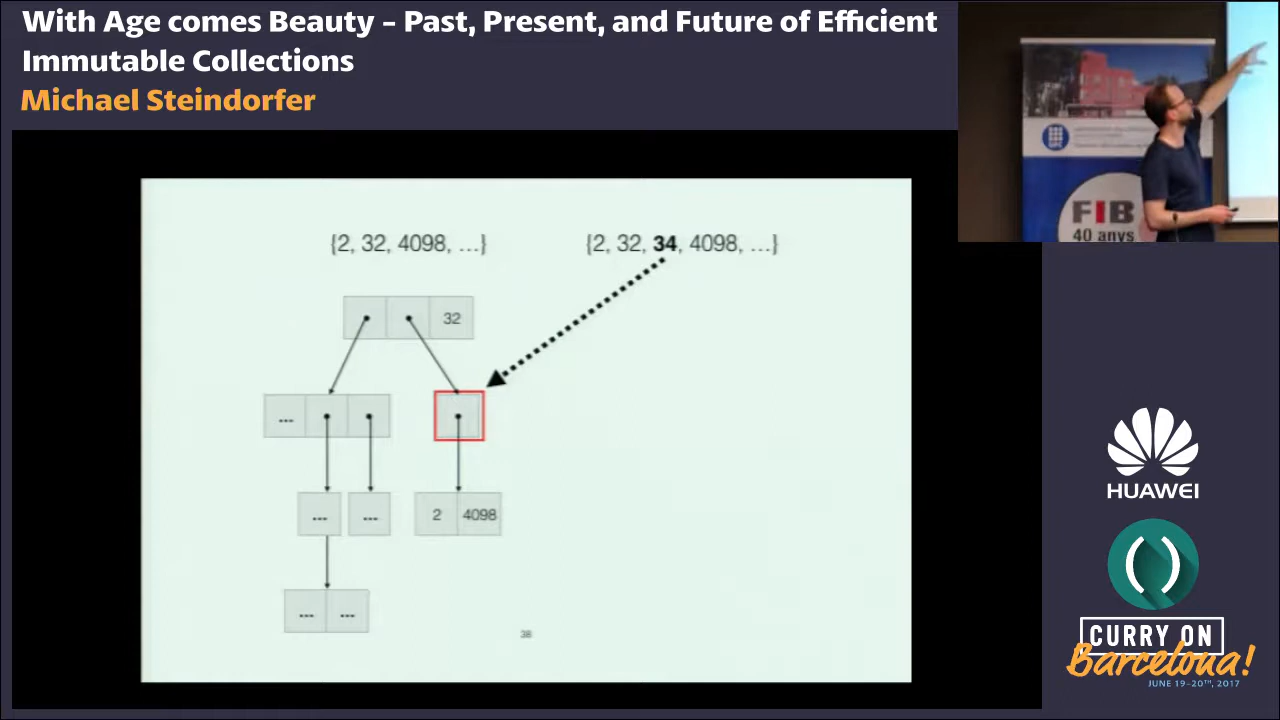 With Age comes Beauty – Past, Present, and Future of Efficient
Immutable Collections
Michael Steindorfer
{2, 32, 4098, …}
{2, 32, 34, 4098, …}
32
...
...
...
2
4098
...
...
38
FIB
40 anys
HUAWEI
()
CURRY ON
Barcelona!
JUNE 19-20TH, 2017